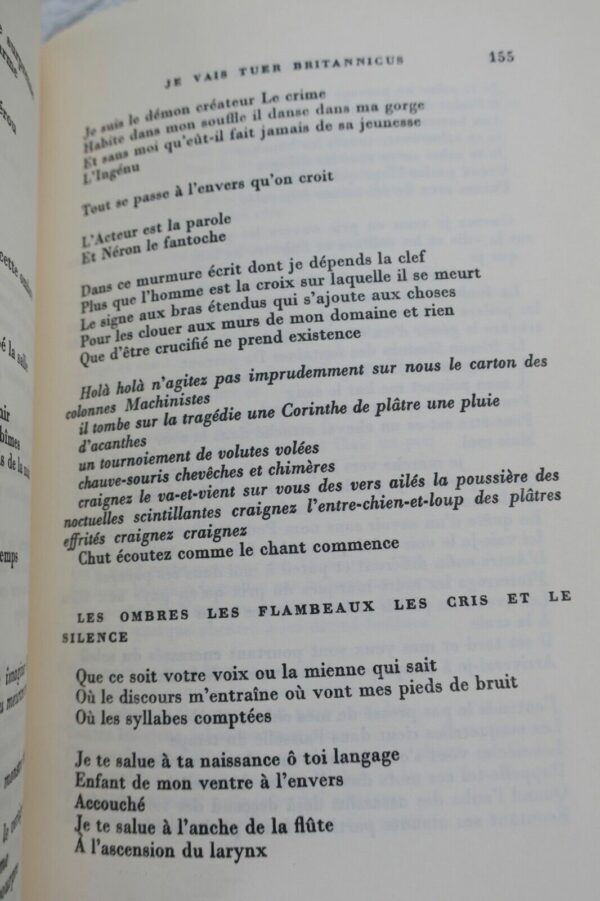 JE VAIS TUER BRITANNICUS 155
Je suis le démon créateur Le crime
Habite dans mon souffle il danse dans ma gorge
Et sans moi qu'eût-il fait jamais de sa jeunesse
L'Ingénu
Tout se passe à l'envers qu'on croit
L'Acteur est la parole
Et Néron le fantoche
Dans ce murmure écrit dont je dépends la clef
Plus que l'homme est la croix sur laquelle il se meurt
Le signe aux bras étendus qui s'ajoute aux choses
Pour les clouer aux murs de mon domaine et rien
Que d'être crucifié ne prend existence
Holà holà n'agitez pas imprudemment sur nous le carton des
colonnes Machinistes
il tombe sur la tragédie une Corinthe de plâtre une pluie
d'acanthes
un tournoiement de volutes volées
chauve-souris chevêches et chimères
craignez le va-et-vient sur vous des vers ailés la poussière des
noctuelles scintillantes craignez l'entre-chien-et-loup des plâtres
effrités craignez craignez
Chut écoutez comme le chant commence
LES OMBRES LES FLAMBEAUX LES CRIS ET LE
SILENCE
Que ce soit votre voix ou la mienne qui sait
Où le discours m'entraîne où vont mes pieds de bruit
Où les syllabes comptées
Je te salue à ta naissance ô toi langage
Enfant de mon ventre à l'envers
Accouché
Je te salue à l'anche de la flûte
À l'ascension du larynx